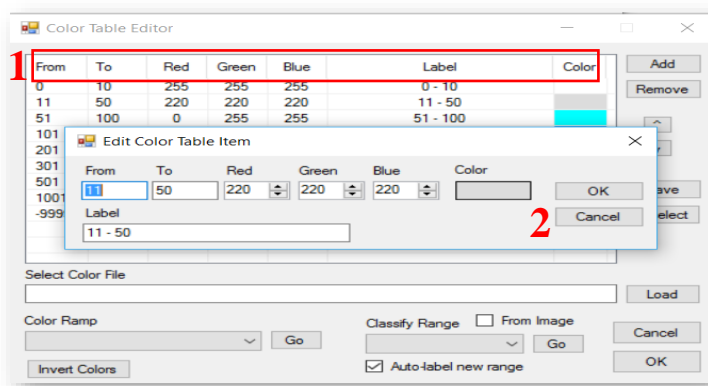 Color Table Editor
1
From To Red Green Blue Label Color
Add
0 10 255 255 255 0 - 10
Remove
11 50 220 220 220 11 - 50
51 100 0 255 255 51 - 100
^
101
Edit Color Table Item
201
301
From To Red Green Blue Color
501
11 50 220 220 220
OK
ave
1001
Label
Cancel
elect
-999
11 - 50
2
Select Color File
Load
Color Ramp
Classify Range From Image
Go
Go
Cancel
Invert Colors
Auto-label new range
OK